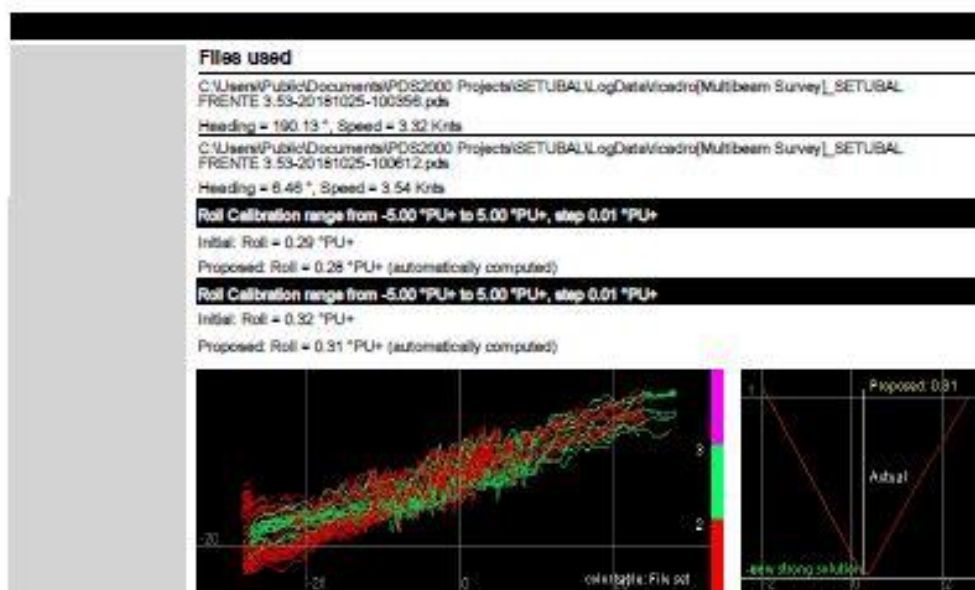 Files used
C:\Users\Public\Documents\PDS2000 Projects\SETUBAL\LogData\vicadro[Multibeam Survey]_SETUBAL
FRENTE 3.53-20181025-100356.pds
Heading = 190.13 °, Speed = 3.32 Knts
C:\Users\Public\Documents\PDS2000 Projects\SETUBAL\LogData\vicadro[Multibeam Survey]_SETUBAL
FRENTE 3.53-20181025-100612.pds
Heading = 6.46 °, Speed = 3.54 Knts
Roll Calibration range from -5.00 °PU+ to 5.00 °PU+, step 0.01 °PU+
Initial: Roll = 0.29 °PU+
Proposed: Roll = 0.28 °PU+ (automatically computed)
Roll Calibration range from -5.00 °PU+ to 5.00 °PU+, step 0.01 °PU+
Initial: Roll = 0.32 °PU+
Proposed: Roll = 0.31 °PU+ (automatically computed)
1
Proposed: 0.31
3
Actual
2
-20
colortable: File set
new strong solution
0
0